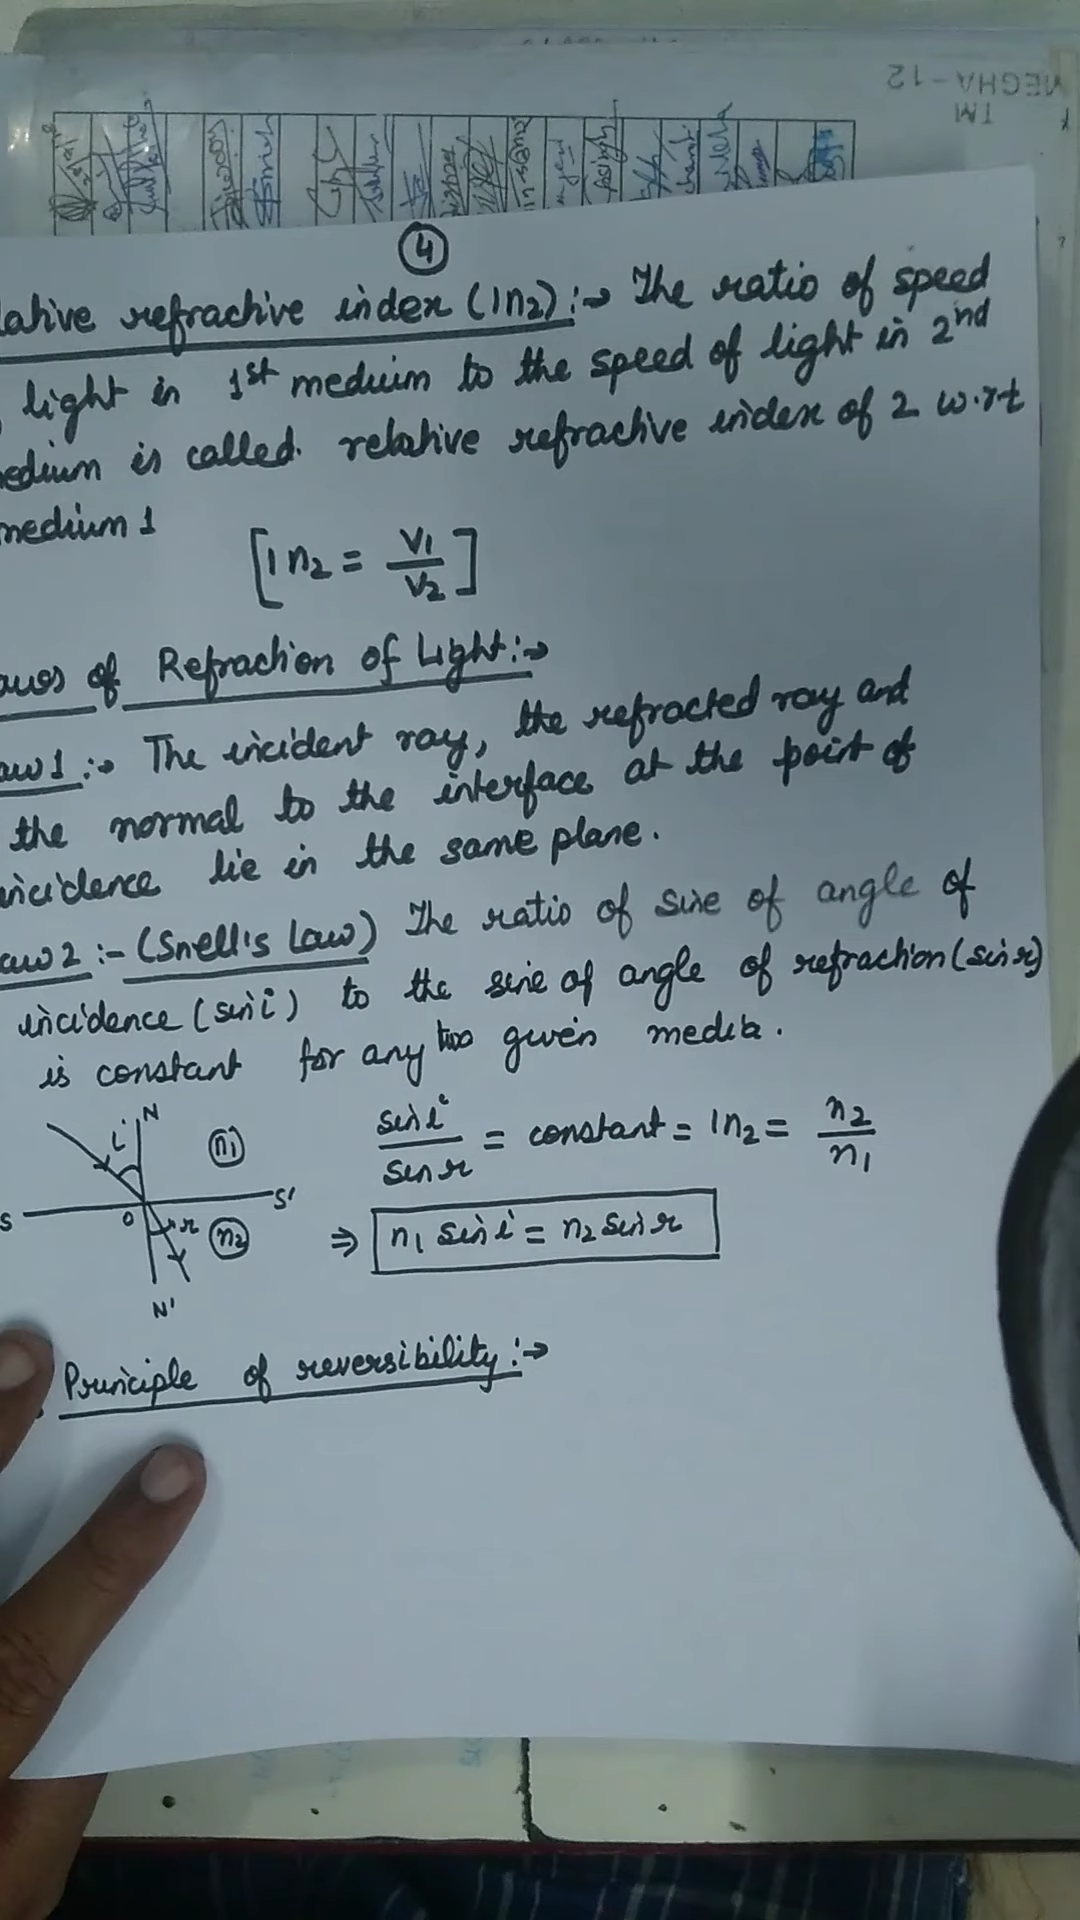 MEGHA-12
TM
4
lative refractive index (1n2) :→ The ratio of speed
light in 1st medium to the speed of light in 2nd
edium is called. relative refractive index of 2 w.r.t
medium 1
[1n2 = V1/V2]
aws of Refraction of Light :→
aw 1 :→ The incident ray, the refracted ray and
the normal to the interface at the point of
incidence lie in the same plane.
aw 2 :- (Snell's Law) The ratio of sine of angle of
incidence (sin i) to the sine of angle of refraction (sin r)
is constant for any two given media.
sin i / sin r = constant = 1n2 = n2/n1
N
i
n1
S
S'
O
r
n2
N'
⇒ n1 sin i = n2 sin r
Principle of reversibility :→